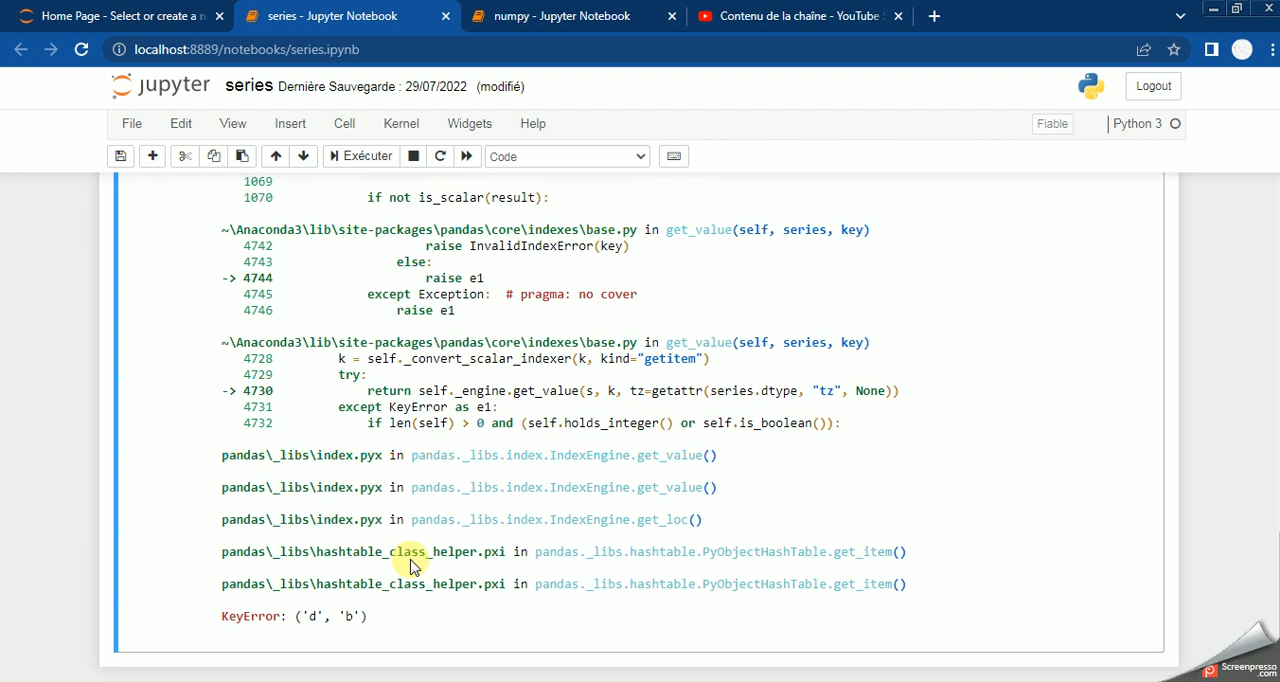 Home Page - Select or create a n
series - Jupyter Notebook
numpy - Jupyter Notebook
Contenu de la chaîne - YouTube
localhost:8889/notebooks/series.ipynb
jupyter series Dernière Sauvegarde : 29/07/2022 (modifié)
Logout
File Edit View Insert Cell Kernel Widgets Help
Fiable
Python 3
Exécuter
Code
1069
1070 if not is_scalar(result):
~\Anaconda3\lib\site-packages\pandas\core\indexes\base.py in get_value(self, series, key)
4742 raise InvalidIndexError(key)
4743 else:
-> 4744 raise e1
4745 except Exception: # pragma: no cover
4746 raise e1
~\Anaconda3\lib\site-packages\pandas\core\indexes\base.py in get_value(self, series, key)
4728 k = self._convert_scalar_indexer(k, kind="getitem")
4729 try:
-> 4730 return self._engine.get_value(s, k, tz=getattr(series.dtype, "tz", None))
4731 except KeyError as e1:
4732 if len(self) > 0 and (self.holds_integer() or self.is_boolean()):
pandas\_libs\index.pyx in pandas._libs.index.IndexEngine.get_value()
pandas\_libs\index.pyx in pandas._libs.index.IndexEngine.get_value()
pandas\_libs\index.pyx in pandas._libs.index.IndexEngine.get_loc()
pandas\_libs\hashtable_class_helper.pxi in pandas._libs.hashtable.PyObjectHashTable.get_item()
pandas\_libs\hashtable_class_helper.pxi in pandas._libs.hashtable.PyObjectHashTable.get_item()
KeyError: ('d', 'b')
Screenpresso
.com